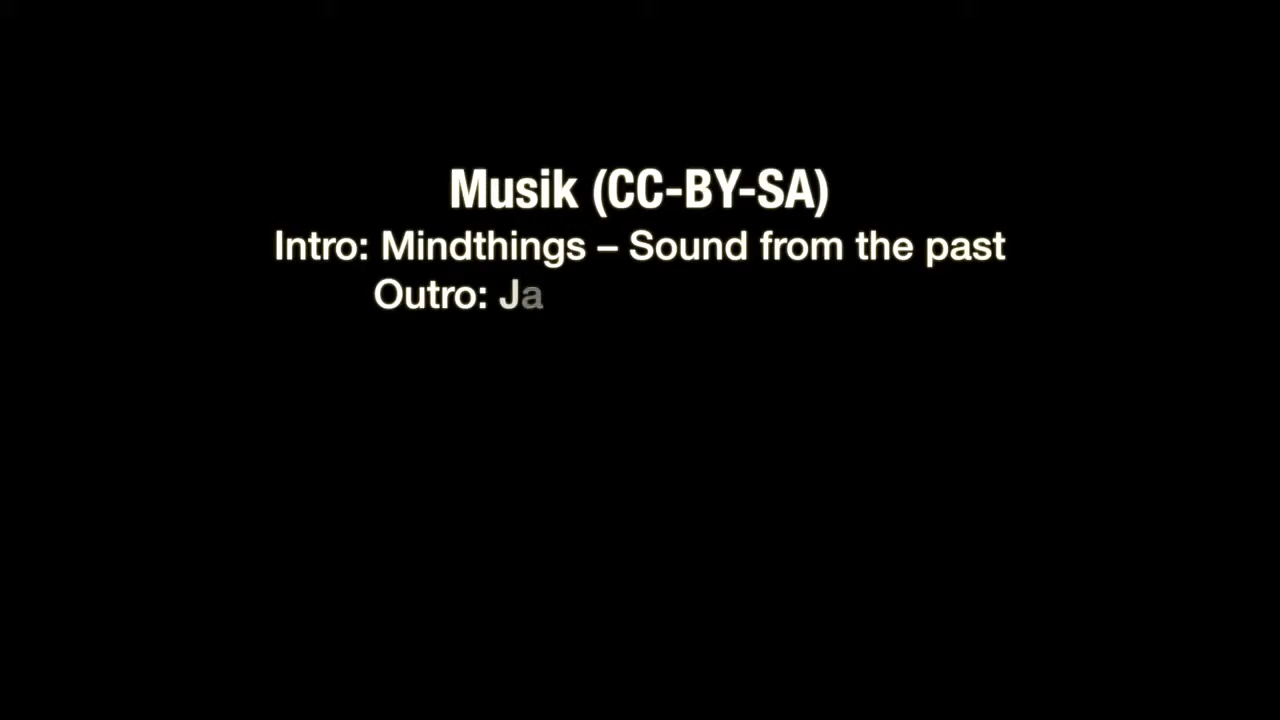 Musik (CC-BY-SA)
Intro: Mindthings – Sound from the past
Outro: Ja